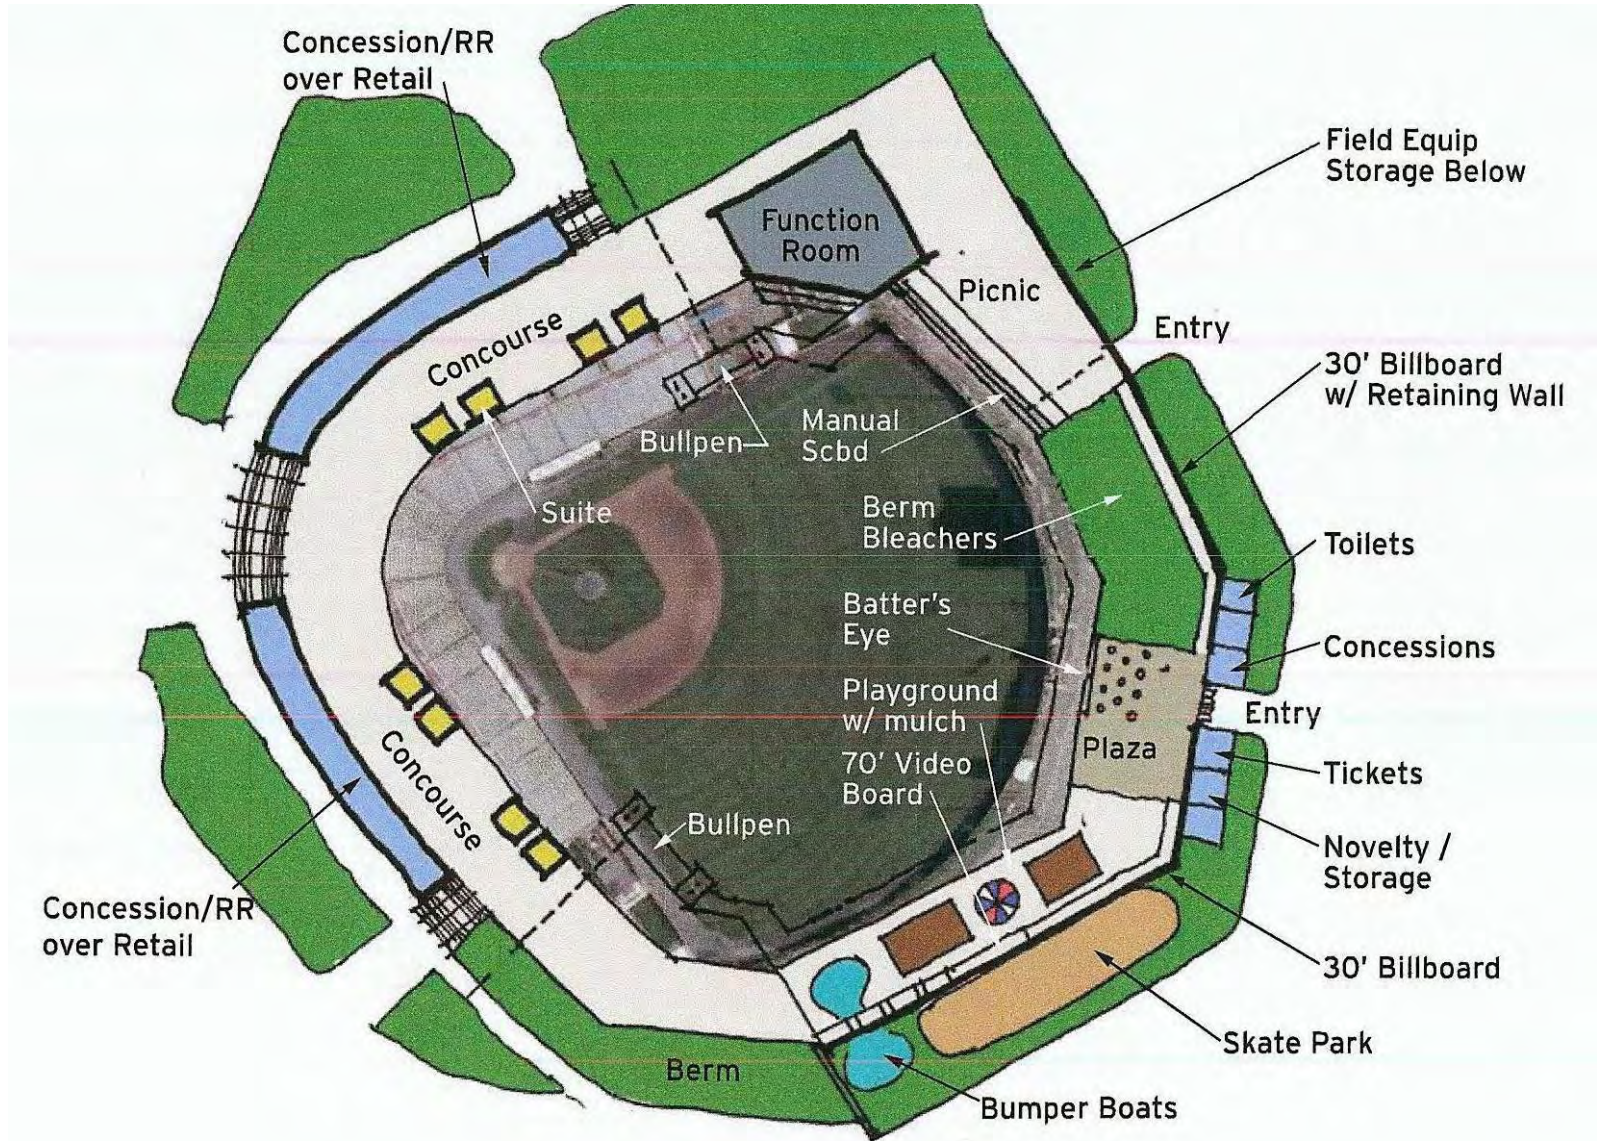 Concession/RR
over Retail
Field Equip
Storage Below
Function
Room
Picnic
Entry
Concourse
30' Billboard
w/ Retaining Wall
Manual
Scbd
Bullpen
Suite
Berm
Bleachers
Toilets
Batter's
Eye
Concessions
Playground
w/ mulch
Entry
Plaza
70' Video
Board
Tickets
Concourse
Bullpen
Novelty /
Storage
Concession/RR
over Retail
30' Billboard
Skate Park
Berm
Bumper Boats